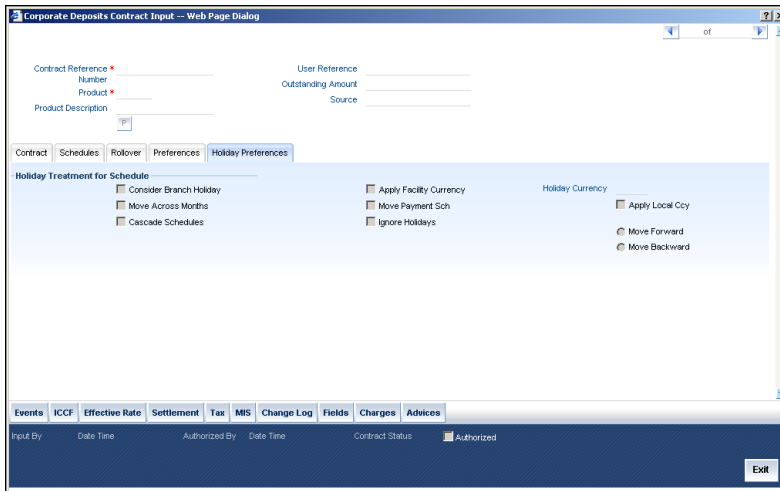 Corporate Deposits Contract Input -- Web Page Dialog
of
Contract Reference * Number
User Reference
Product *
Outstanding Amount
Product Description
Source
P
Contract Schedules Rollover Preferences Holiday Preferences
Holiday Treatment for Schedule
Consider Branch Holiday Apply Facility Currency Holiday Currency
Move Across Months Move Payment Sch Apply Local Ccy
Cascade Schedules Ignore Holidays Move Forward
Move Backward
Events ICCF Effective Rate Settlement Tax MIS Change Log Fields Charges Advices
Input By Date Time Authorized By Date Time Contract Status Authorized
Exit